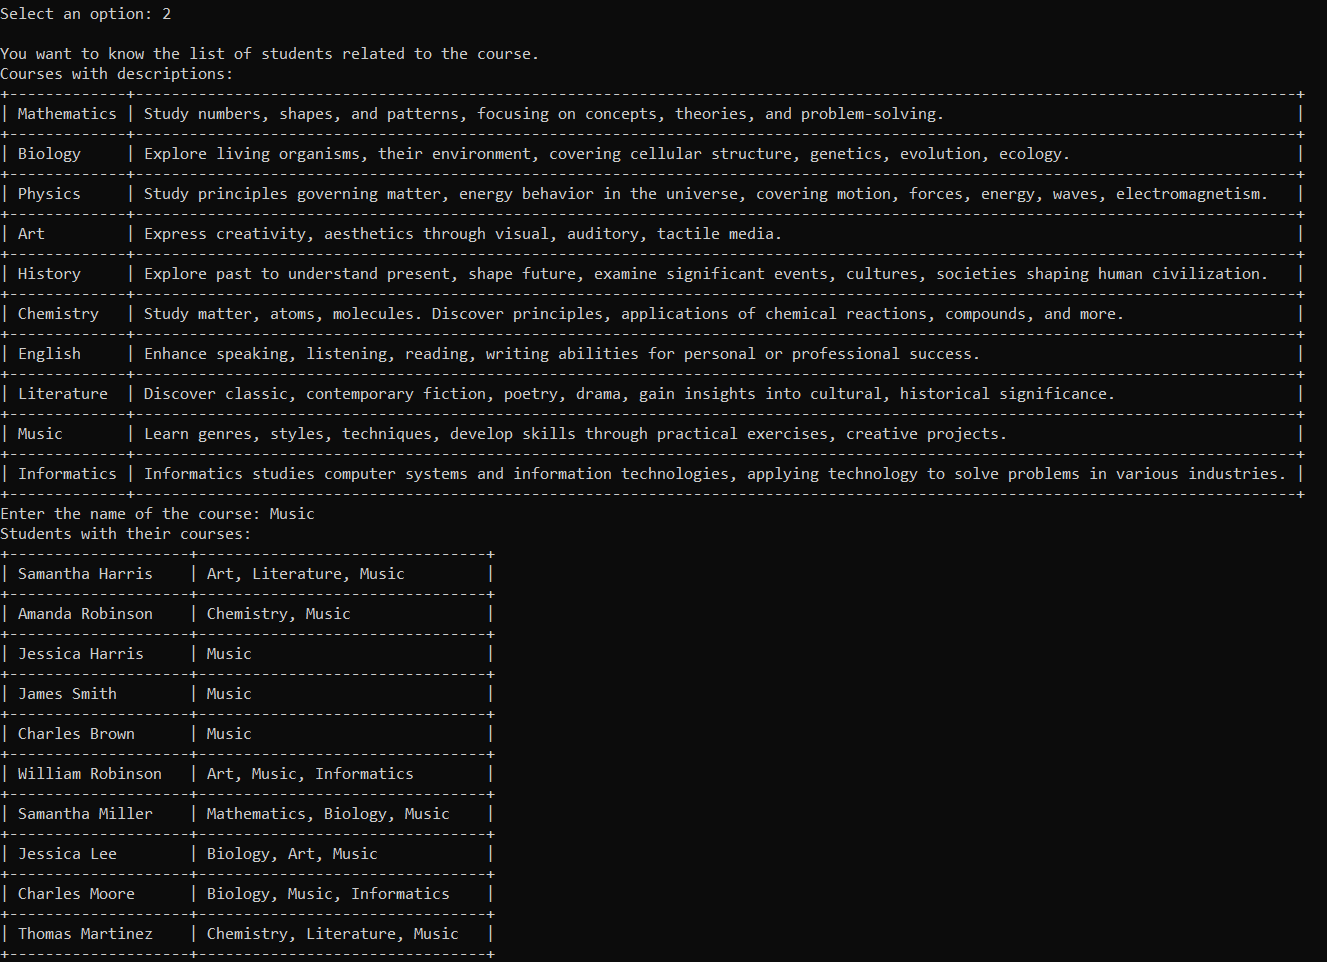 Select an option: 2
You want to know the list of students related to the course.
Courses with descriptions:
| Mathematics | Study numbers, shapes, and patterns, focusing on concepts, theories, and problem-solving. |
| Biology | Explore living organisms, their environment, covering cellular structure, genetics, evolution, ecology. |
| Physics | Study principles governing matter, energy behavior in the universe, covering motion, forces, energy, waves, electromagnetism. |
| Art | Express creativity, aesthetics through visual, auditory, tactile media. |
| History | Explore past to understand present, shape future, examine significant events, cultures, societies shaping human civilization. |
| Chemistry | Study matter, atoms, molecules. Discover principles, applications of chemical reactions, compounds, and more. |
| English | Enhance speaking, listening, reading, writing abilities for personal or professional success. |
| Literature | Discover classic, contemporary fiction, poetry, drama, gain insights into cultural, historical significance. |
| Music | Learn genres, styles, techniques, develop skills through practical exercises, creative projects. |
| Informatics | Informatics studies computer systems and information technologies, applying technology to solve problems in various industries. |
Enter the name of the course: Music
Students with their courses:
| Samantha Harris | Art, Literature, Music |
| Amanda Robinson | Chemistry, Music |
| Jessica Harris | Music |
| James Smith | Music |
| Charles Brown | Music |
| William Robinson | Art, Music, Informatics |
| Samantha Miller | Mathematics, Biology, Music |
| Jessica Lee | Biology, Art, Music |
| Charles Moore | Biology, Music, Informatics |
| Thomas Martinez | Chemistry, Literature, Music |